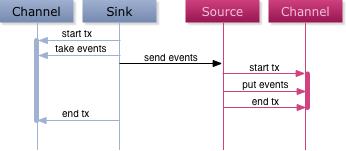 Channel Sink Source Channel
start tx
take events
send events
start tx
put events
end tx
end tx